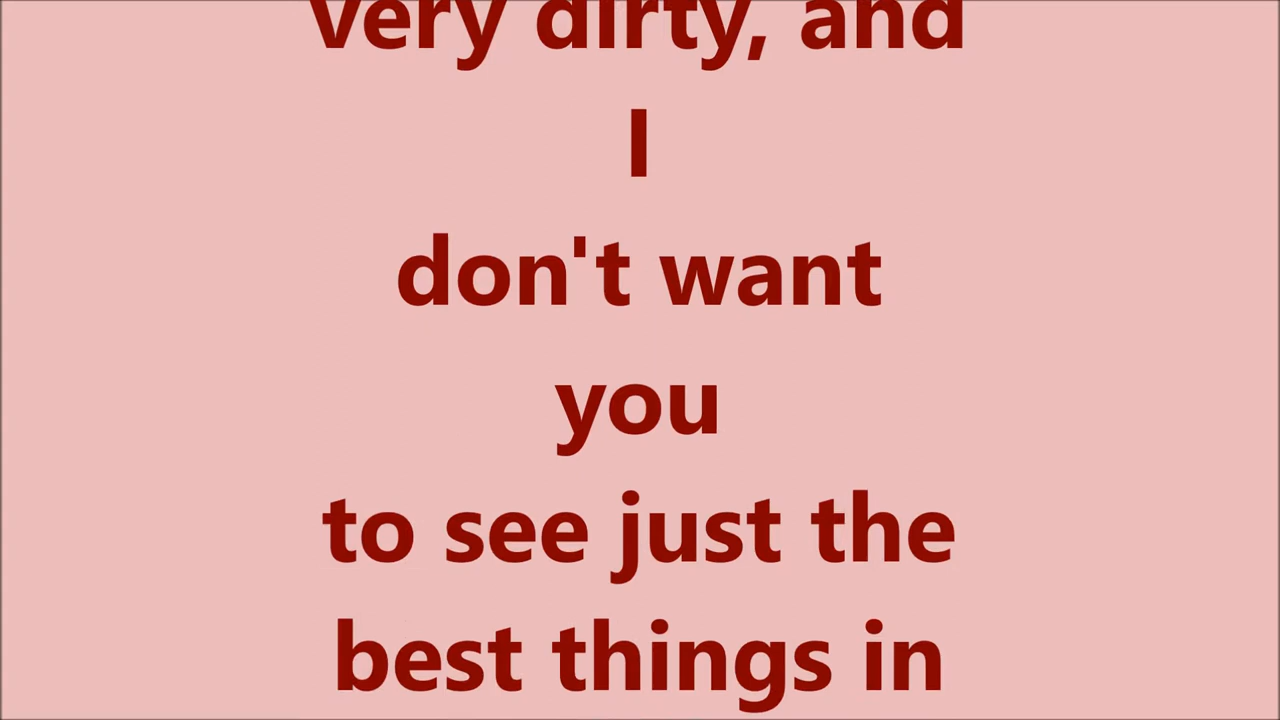 very dirty, and
I
don't want
you
to see just the
best things in